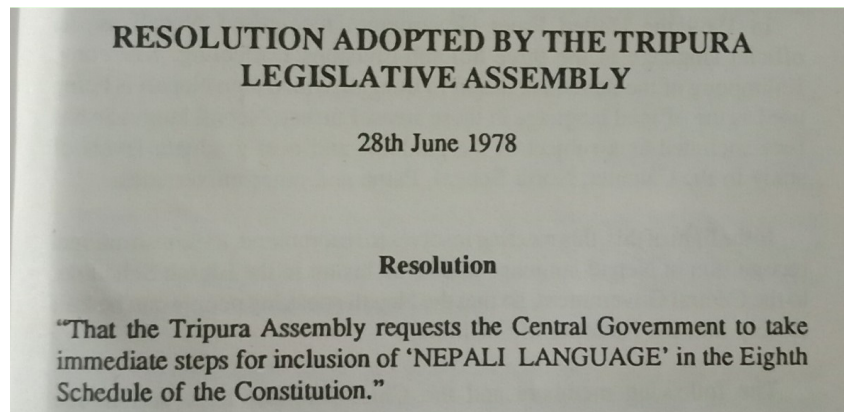 RESOLUTION ADOPTED BY THE TRIPURA
LEGISLATIVE ASSEMBLY
28th June 1978
Resolution
“That the Tripura Assembly requests the Central Government to take
immediate steps for inclusion of ‘NEPALI LANGUAGE’ in the Eighth
Schedule of the Constitution.”